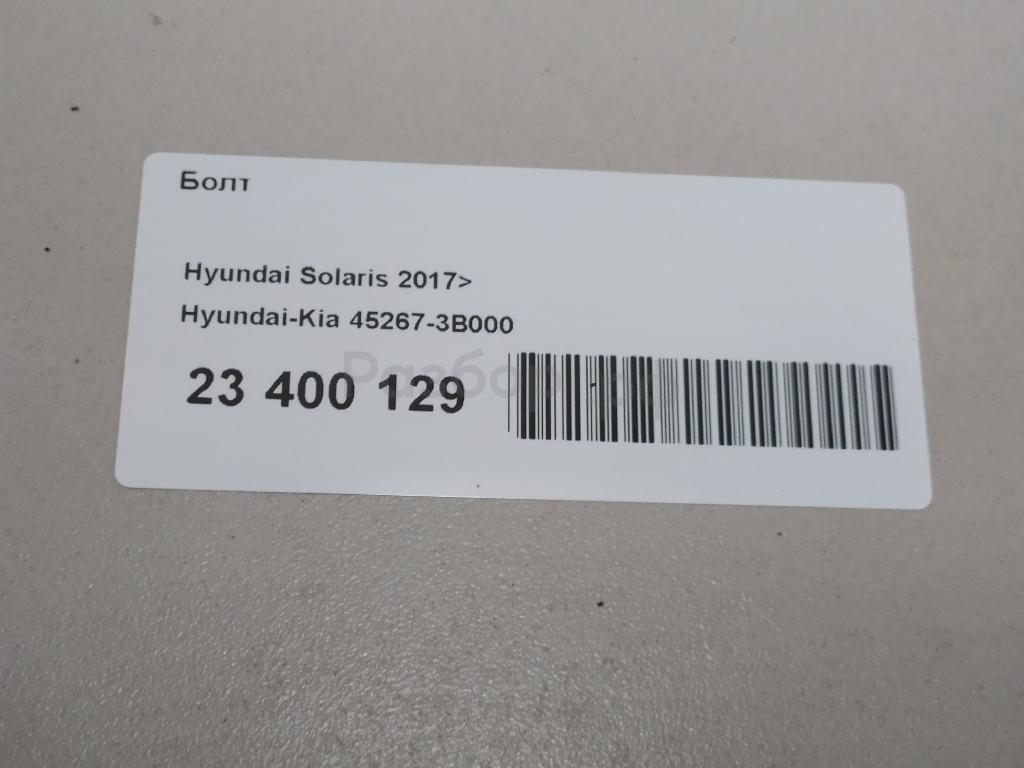 Болт
Hyundai Solaris 2017>
Hyundai-Kia 45267-3B000
23 400 129